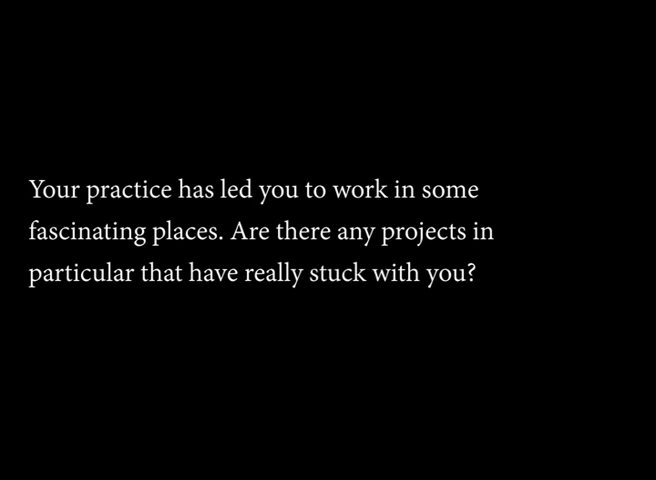 Your practice has led you to work in some
fascinating places. Are there any projects in
particular that have really stuck with you?